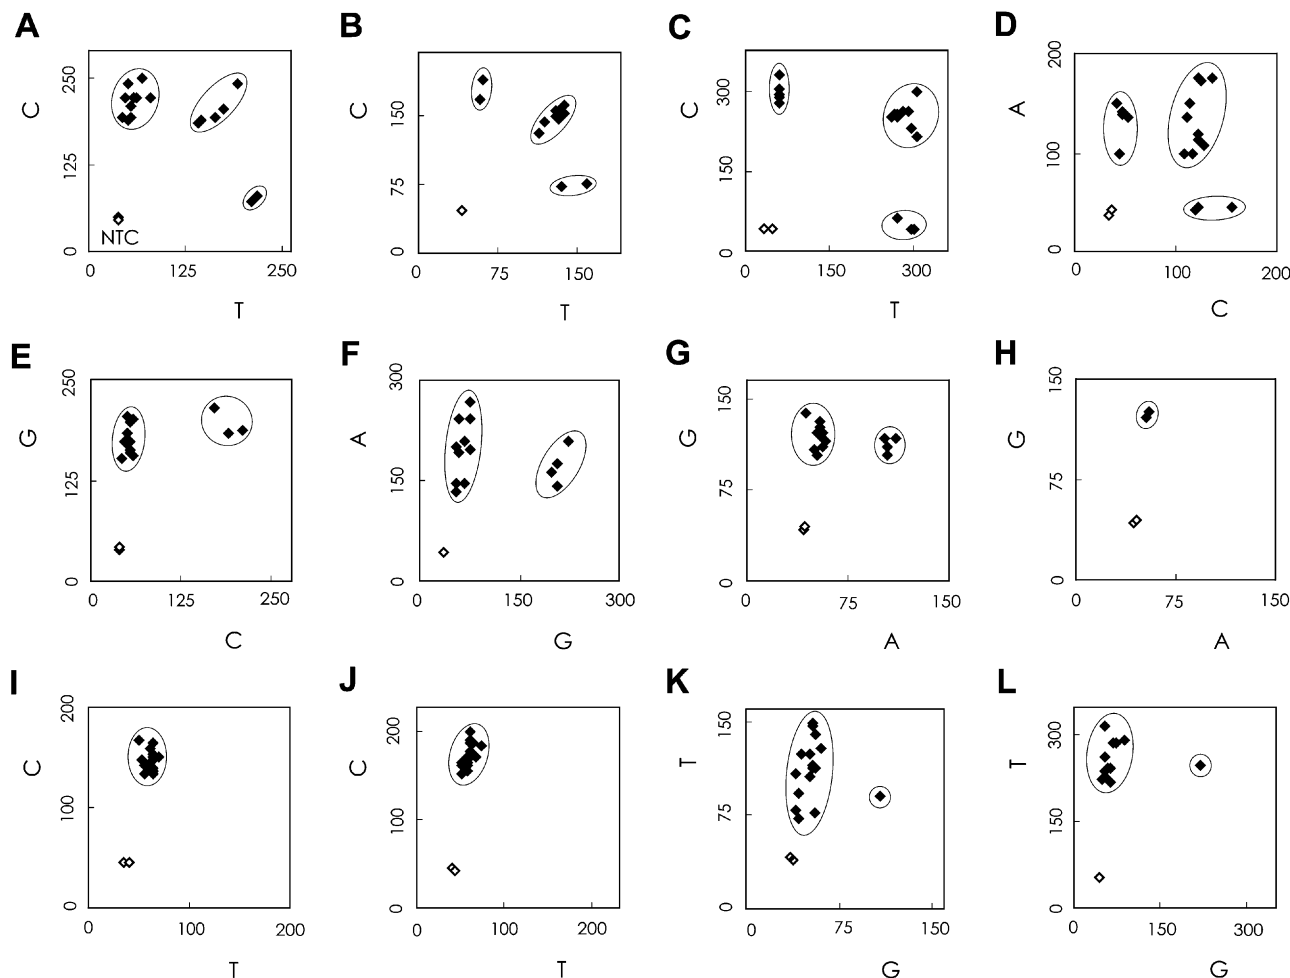 A B C D
250 125 0 C NTC 0 125 250 T
150 75 0 C 0 75 150 T
300 150 0 C 0 150 300 T
200 100 0 A 0 100 200 C
E F G H
250 125 0 G 0 125 250 C
300 150 0 A 0 150 300 G
150 75 0 G 0 75 150 A
150 75 0 G 0 75 150 A
I J K L
200 100 0 C 0 100 200 T
200 100 0 C 0 100 200 T
150 75 0 T 0 75 150 G
300 150 0 T 0 150 300 G